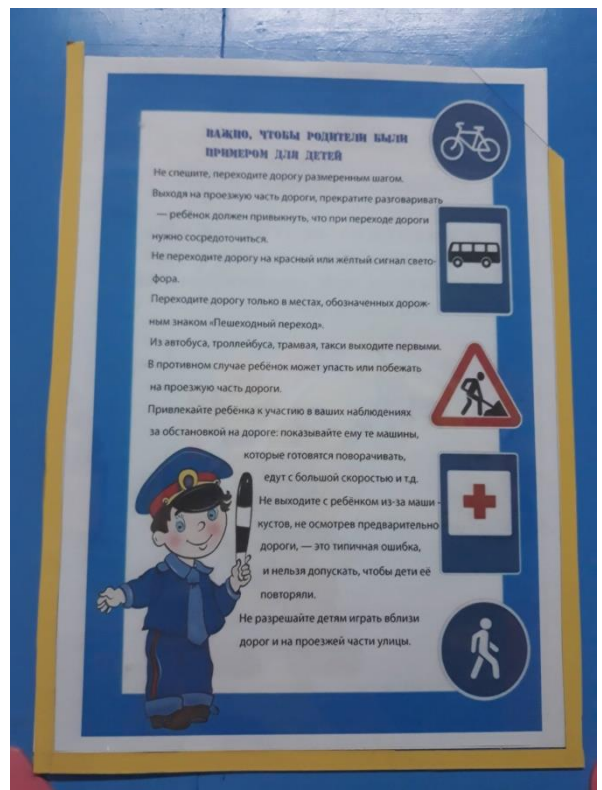 ВАЖНО, ЧТОБЫ РОДИТЕЛИ БЫЛИ
ПРИМЕРОМ ДЛЯ ДЕТЕЙ
Не спешите, переходите дорогу размеренным шагом.
Выходя на проезжую часть дороги, прекратите разговаривать
— ребёнок должен привыкнуть, что при переходе дороги
нужно сосредоточиться.
Не переходите дорогу на красный или жёлтый сигнал свето-
фора.
Переходите дорогу только в местах, обозначенных дорож-
ным знаком «Пешеходный переход».
Из автобуса, троллейбуса, трамвая, такси выходите первыми.
В противном случае ребёнок может упасть или побежать
на проезжую часть дороги.
Привлекайте ребёнка к участию в ваших наблюдениях
за обстановкой на дороге: показывайте ему те машины,
которые готовятся поворачивать,
едут с большой скоростью и т.д.
Не выходите с ребёнком из-за маши -
кустов, не осмотрев предварительно
дороги, — это типичная ошибка,
и нельзя допускать, чтобы дети её
повторяли.
Не разрешайте детям играть вблизи
дорог и на проезжей части улицы.